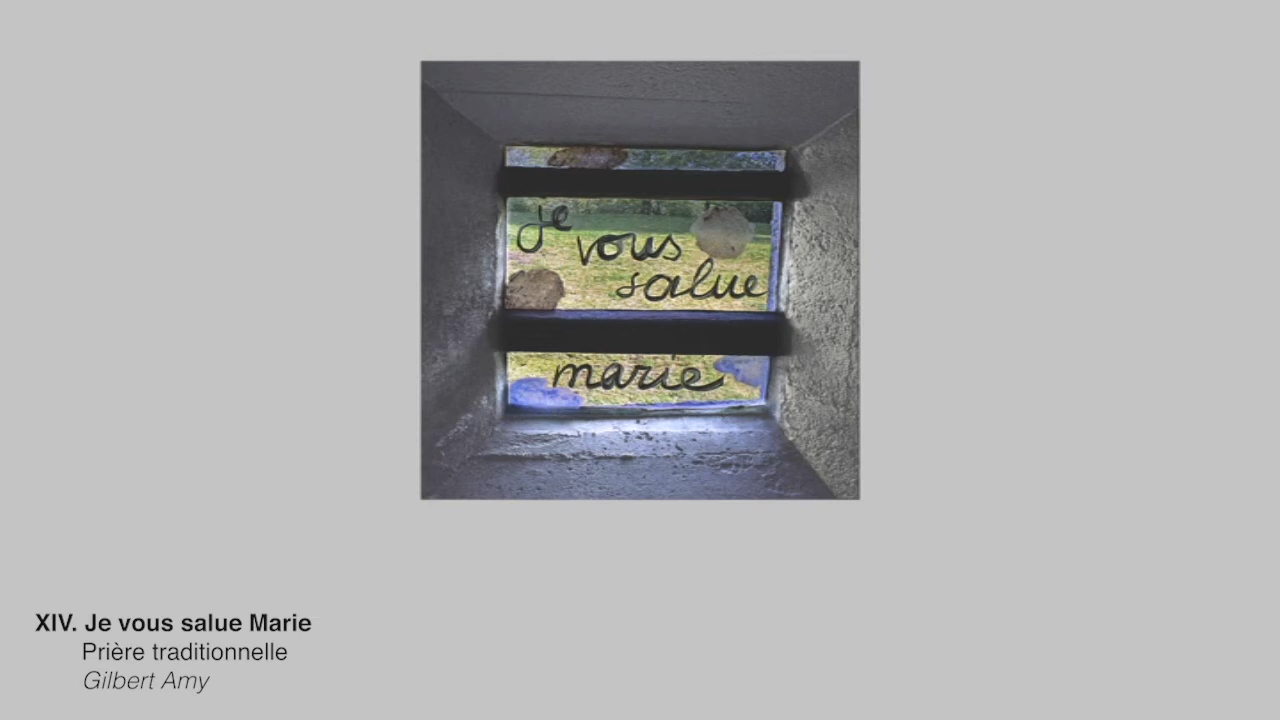 je
vous
salue
marie
XIV. Je vous salue Marie
Prière traditionnelle
Gilbert Amy